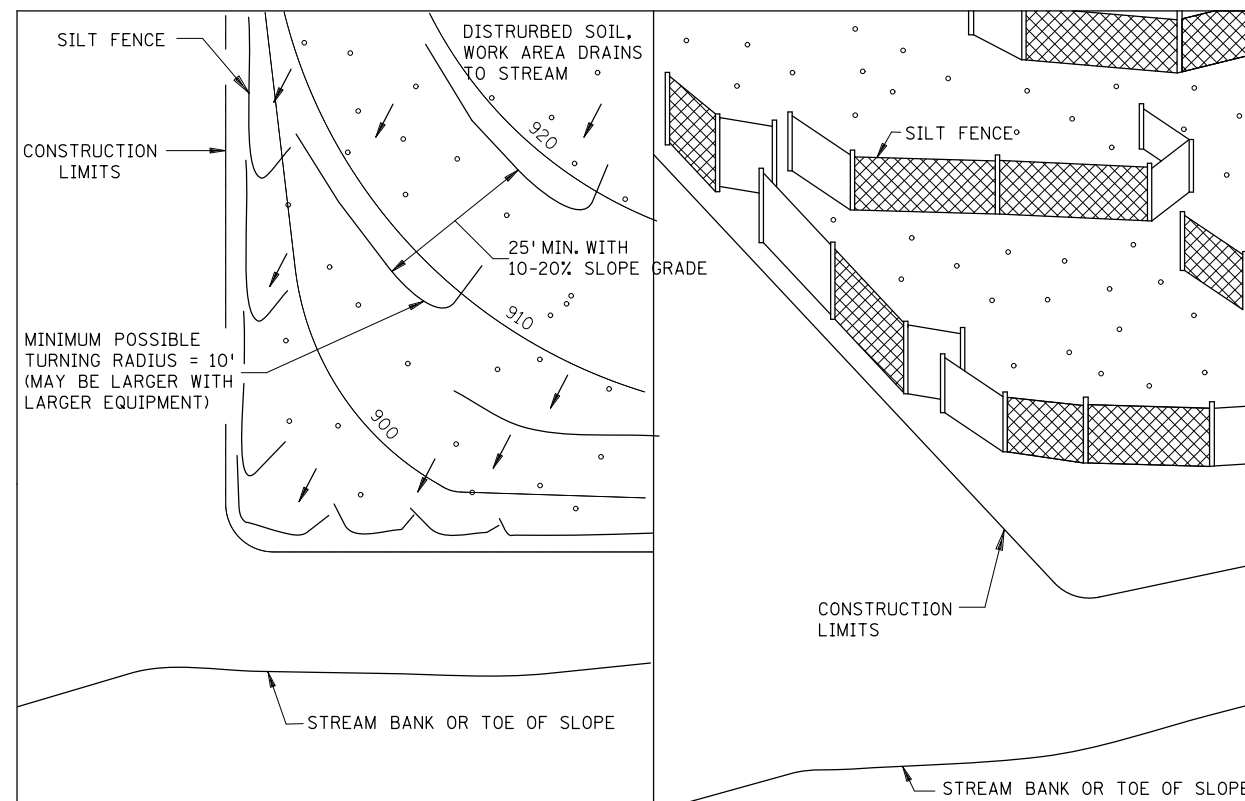 SILT FENCE
DISTRURBED SOIL,
WORK AREA DRAINS
TO STREAM
920
CONSTRUCTION
LIMITS
25' MIN. WITH
10-20% SLOPE GRADE
910
MINIMUM POSSIBLE
TURNING RADIUS = 10'
(MAY BE LARGER WITH
LARGER EQUIPMENT)
900
STREAM BANK OR TOE OF SLOPE
SILT FENCE
CONSTRUCTION
LIMITS
STREAM BANK OR TOE OF SLOPE